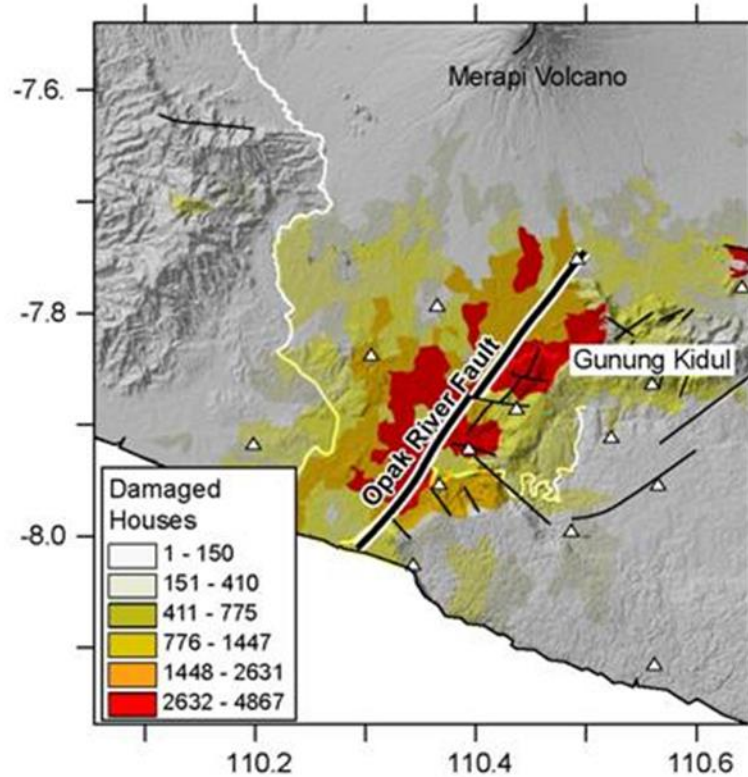 -7.6.
Merapi Volcano
-7.8
Gunung Kidul
Opak River Fault
-8.0
Damaged
Houses
1 - 150
151 - 410
411 - 775
776 - 1447
1448 - 2631
2632 - 4867
110.2
110.4
110.6